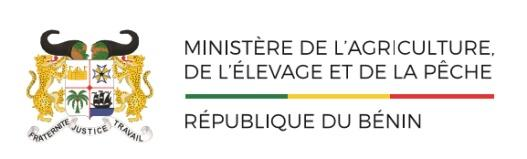 MINISTÈRE DE L'AGRICULTURE,
DE L'ÉLEVAGE ET DE LA PÊCHE
RÉPUBLIQUE DU BÉNIN
FRATERNITÉ JUSTICE TRAVAIL